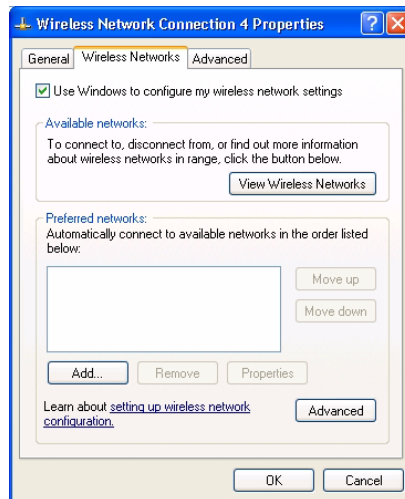 Wireless Network Connection 4 Properties
General Wireless Networks Advanced
Use Windows to configure my wireless network settings
Available networks:
To connect to, disconnect from, or find out more information
about wireless networks in range, click the button below.
View Wireless Networks
Preferred networks:
Automatically connect to available networks in the order listed
below:
Move up
Move down
Add... Remove Properties
Learn about setting up wireless network
configuration.
Advanced
OK Cancel